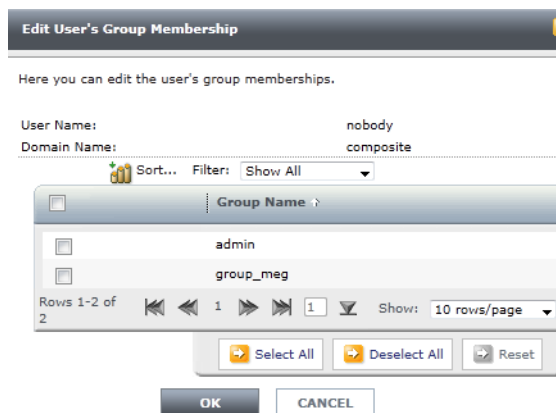 Edit User's Group Membership
Here you can edit the user's group memberships.
User Name: nobody
Domain Name: composite
Sort... Filter: Show All
Group Name
admin
group_meg
Rows 1-2 of 2 1 1 Show: 10 rows/page
Select All Deselect All Reset
OK CANCEL